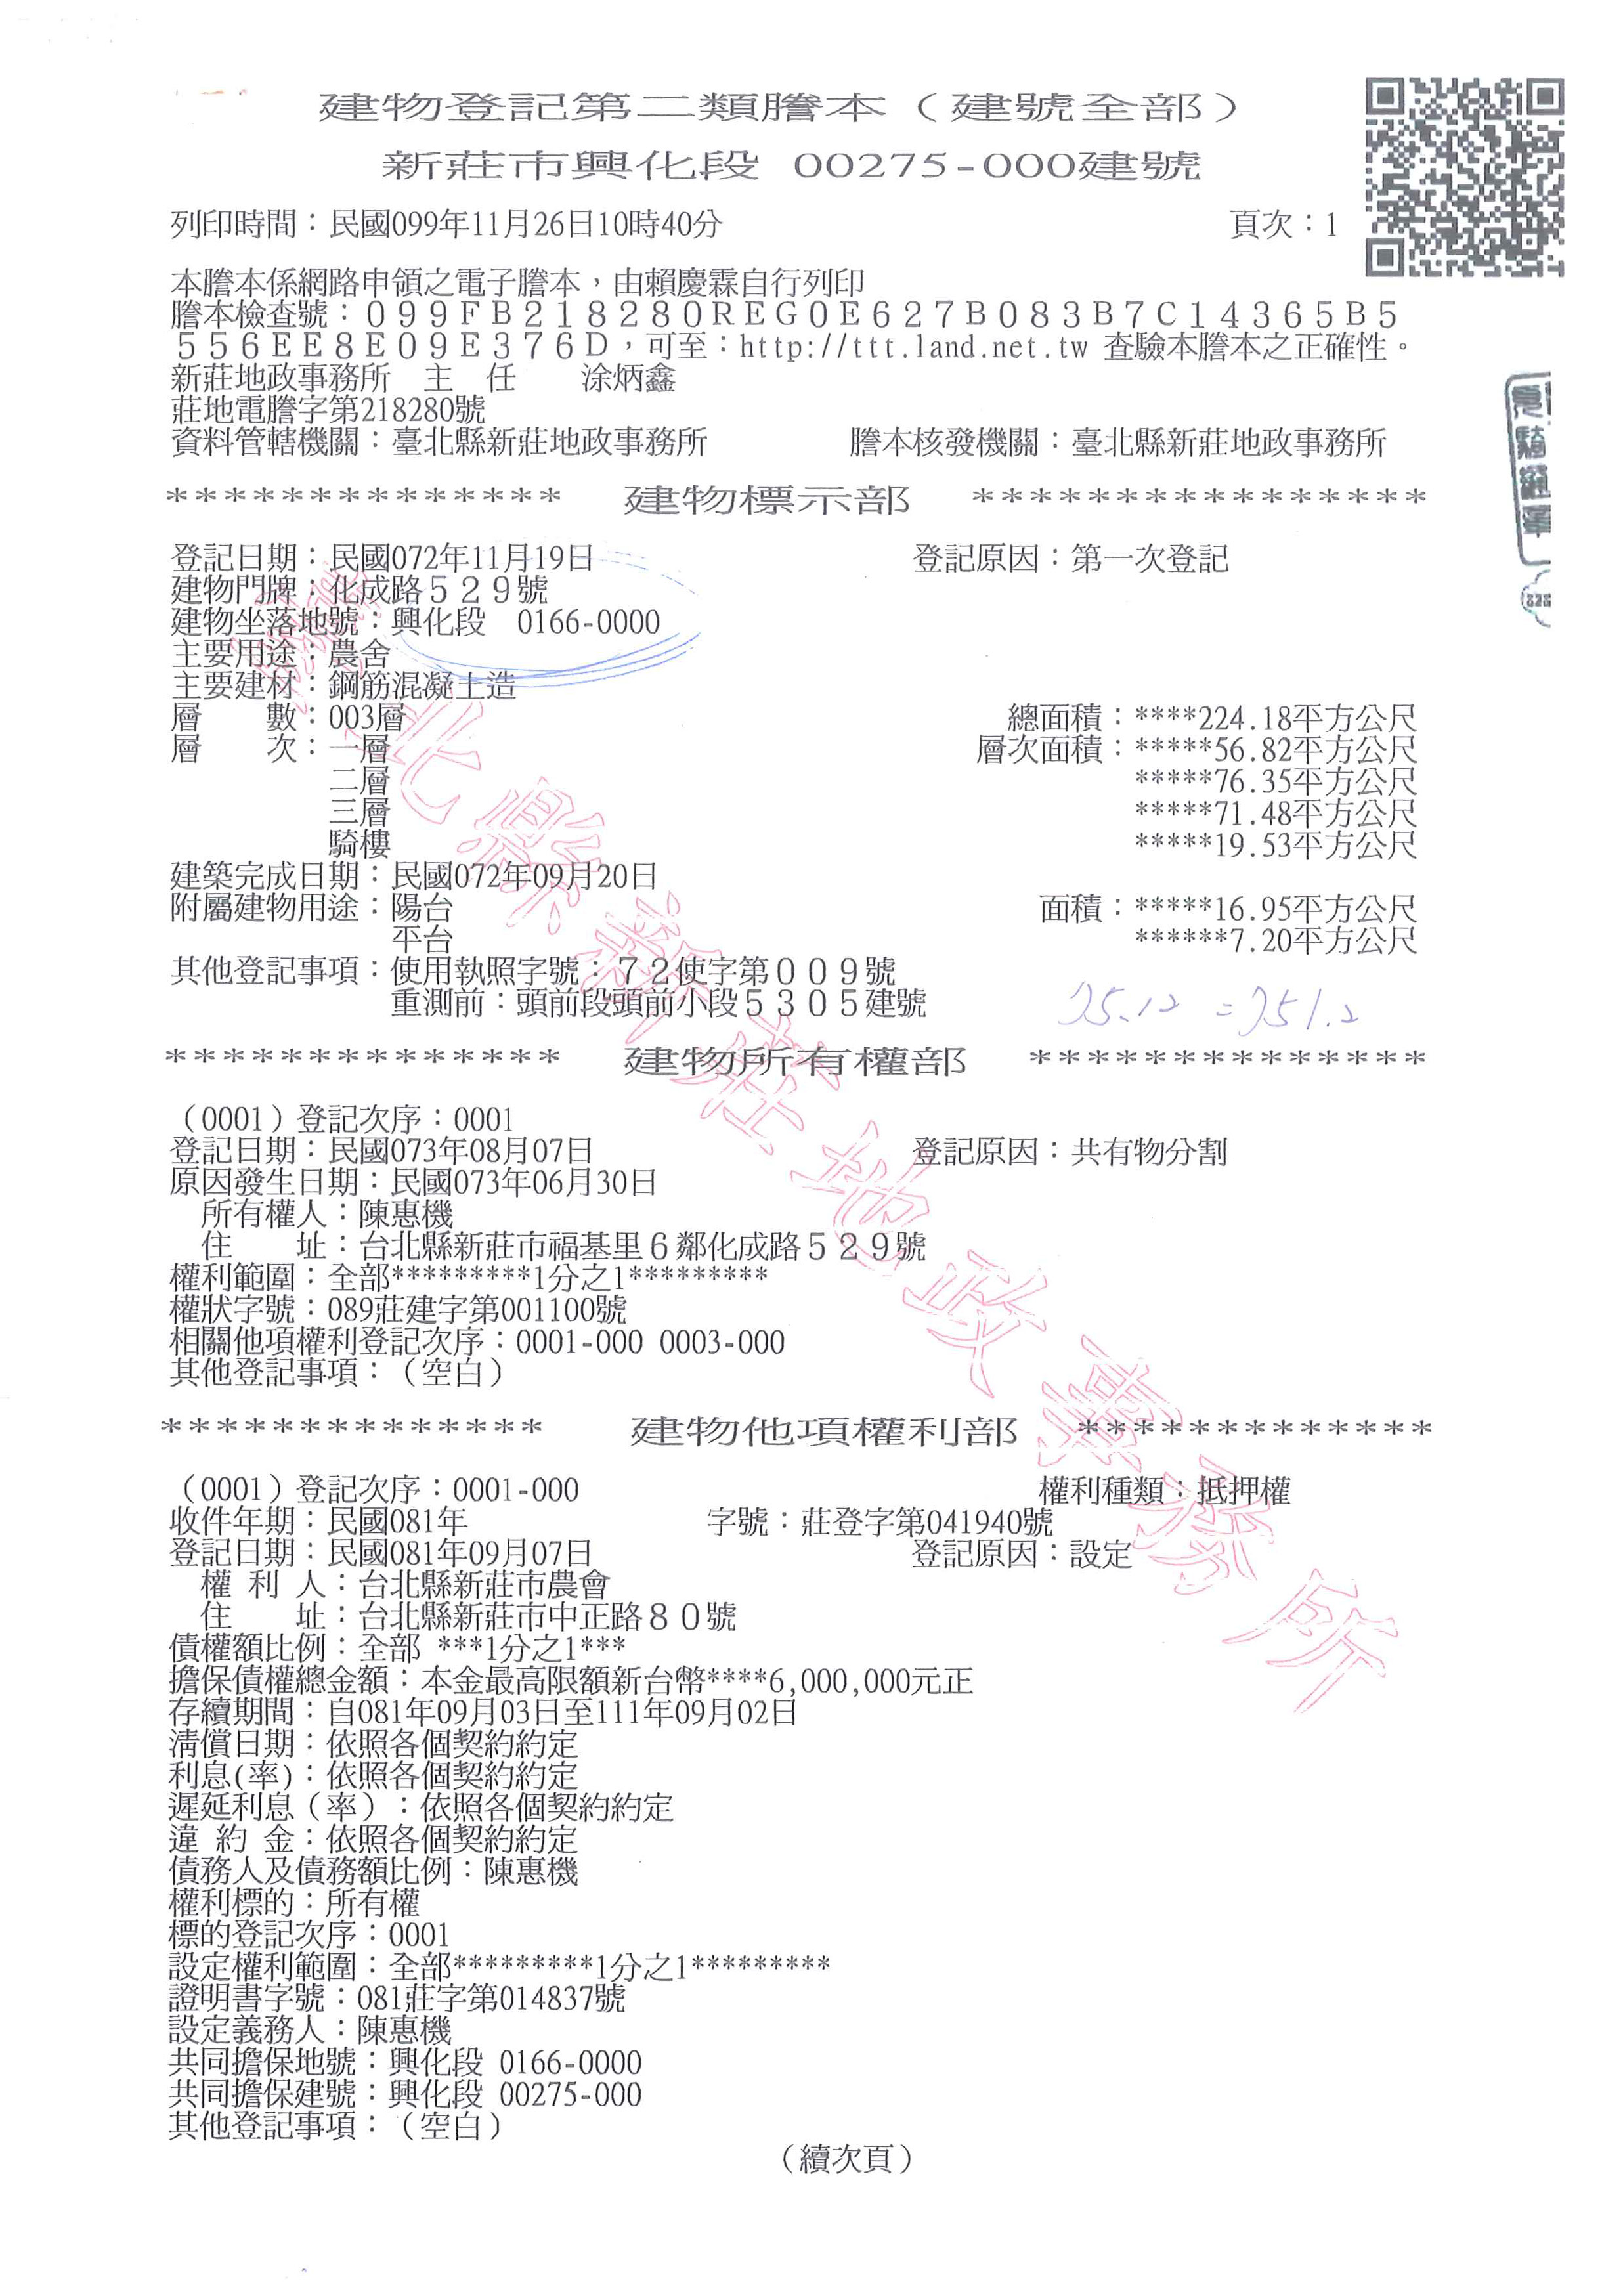 建物登記第二類謄本（建號全部）
新莊市興化段 00275-000建號
列印時間：民國099年11月26日10時40分　頁次：1
本謄本係網路申領之電子謄本，由賴慶霖自行列印
謄本檢查號：０９９ＦＢ２１８２８０ＲＥＧ０Ｅ６２７Ｂ０８３Ｂ７Ｃ１４３６５Ｂ５
５５６ＥＥ８Ｅ０９Ｅ３７６Ｄ，可至：http://ttt.land.net.tw 查驗本謄本之正確性。
新莊地政事務所　主　任　　涂炳鑫
莊地電謄字第218280號
資料管轄機關：臺北縣新莊地政事務所　謄本核發機關：臺北縣新莊地政事務所
**************　建物標示部　****************
登記日期：民國072年11月19日　登記原因：第一次登記
建物門牌：化成路５２９號
建物坐落地號：興化段　0166-0000
主要用途：農舍
主要建材：鋼筋混凝土造
層　　數：003層　總面積：****224.18平方公尺
層　　次：一層　層次面積：*****56.82平方公尺
二層　*****76.35平方公尺
三層　*****71.48平方公尺
騎樓　*****19.53平方公尺
建築完成日期：民國072年09月20日
附屬建物用途：陽台　面積：*****16.95平方公尺
平台　******7.20平方公尺
其他登記事項：使用執照字號：７２使字第００９號
重測前：頭前段頭前小段５３０５建號
75.12 = 751.2
**************　建物所有權部　**************
（0001）登記次序：0001
登記日期：民國073年08月07日　登記原因：共有物分割
原因發生日期：民國073年06月30日
所有權人：陳惠機
住　　址：台北縣新莊市福基里６鄰化成路５２９號
權利範圍：全部*********1分之1*********
權狀字號：089莊建字第001100號
相關他項權利登記次序：0001-000 0003-000
其他登記事項：（空白）
**************　建物他項權利部　*************
（0001）登記次序：0001-000　權利種類：抵押權
收件年期：民國081年　字號：莊登字第041940號
登記日期：民國081年09月07日　登記原因：設定
權 利 人：台北縣新莊市農會
住　　址：台北縣新莊市中正路８０號
債權額比例：全部 ***1分之1***
擔保債權總金額：本金最高限額新台幣****6,000,000元正
存續期間：自081年09月03日至111年09月02日
清償日期：依照各個契約約定
利息(率)：依照各個契約約定
遲延利息（率）：依照各個契約約定
違 約 金：依照各個契約約定
債務人及債務額比例：陳惠機
權利標的：所有權
標的登記次序：0001
設定權利範圍：全部*********1分之1*********
證明書字號：081莊字第014837號
設定義務人：陳惠機
共同擔保地號：興化段 0166-0000
共同擔保建號：興化段 00275-000
其他登記事項：（空白）
（續次頁）
臺北縣新莊地政事務所